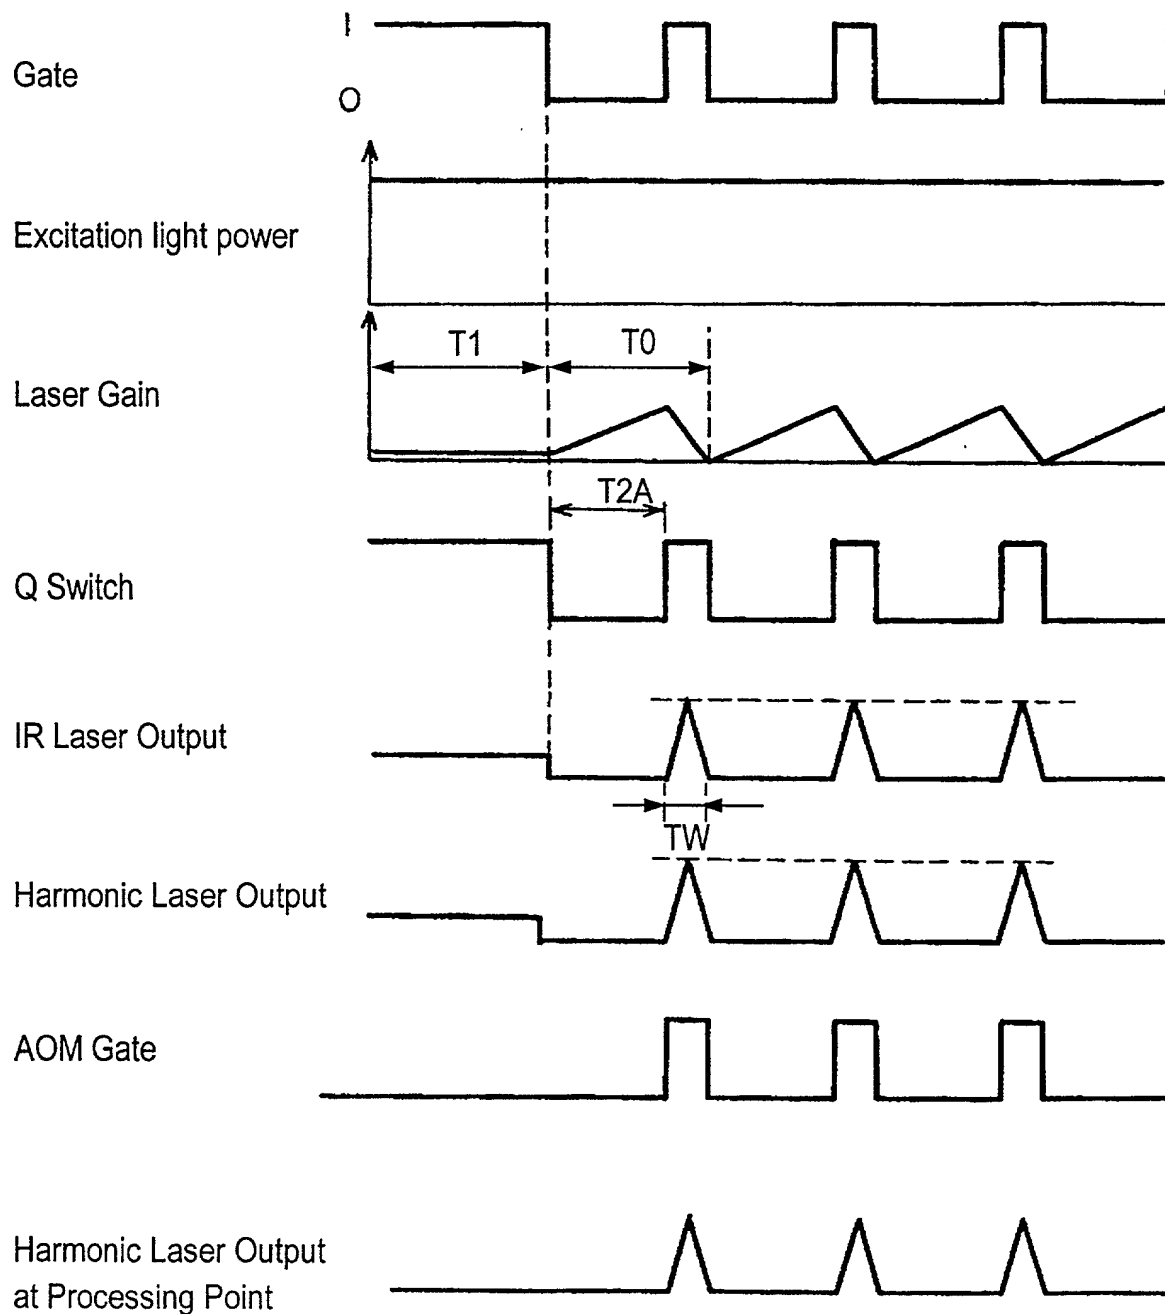 I
Gate
O
Excitation light power
T1
T0
Laser Gain
T2A
Q Switch
IR Laser Output
TW
Harmonic Laser Output
AOM Gate
Harmonic Laser Output
at Processing Point